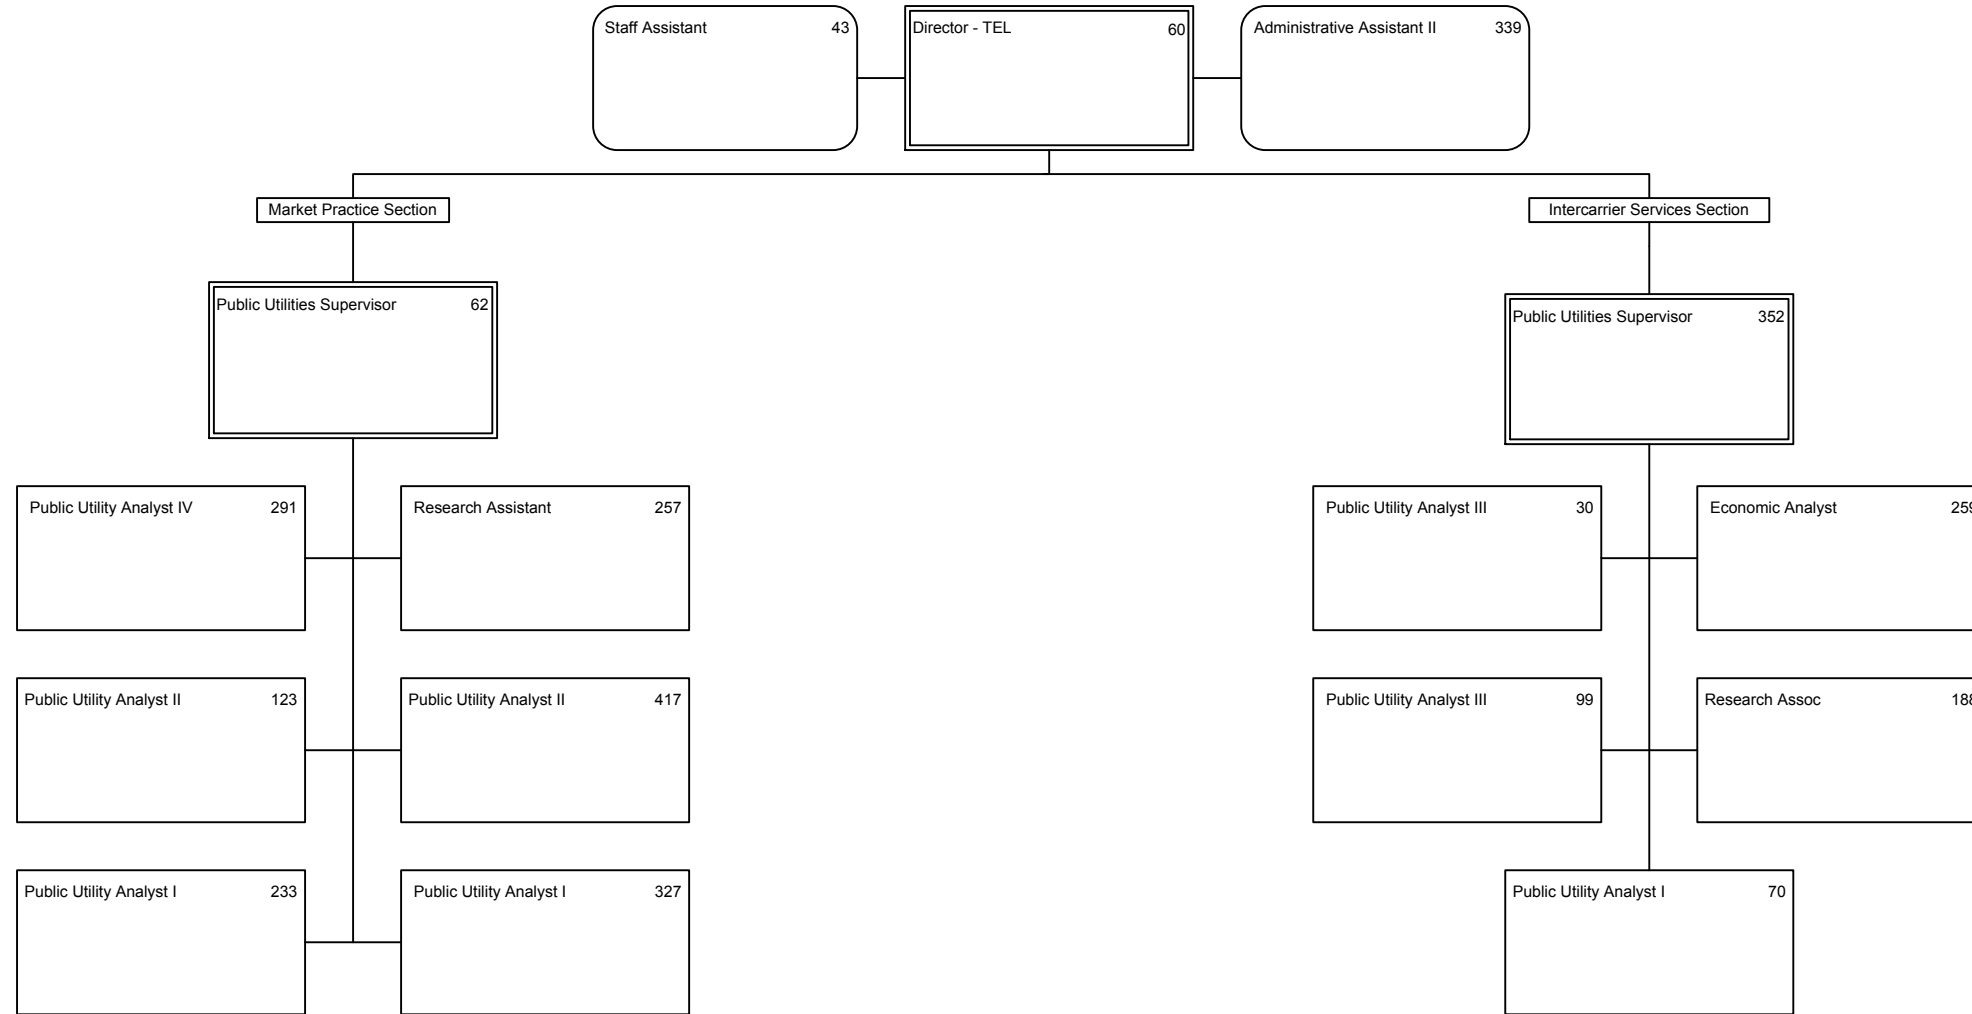 Staff Assistant 43
Director - TEL 60
Administrative Assistant II 339
Market Practice Section
Intercarrier Services Section
Public Utilities Supervisor 62
Public Utilities Supervisor 352
Public Utility Analyst IV 291
Research Assistant 257
Public Utility Analyst III 30
Economic Analyst 259
Public Utility Analyst II 123
Public Utility Analyst II 417
Public Utility Analyst III 99
Research Assoc 188
Public Utility Analyst I 233
Public Utility Analyst I 327
Public Utility Analyst I 70